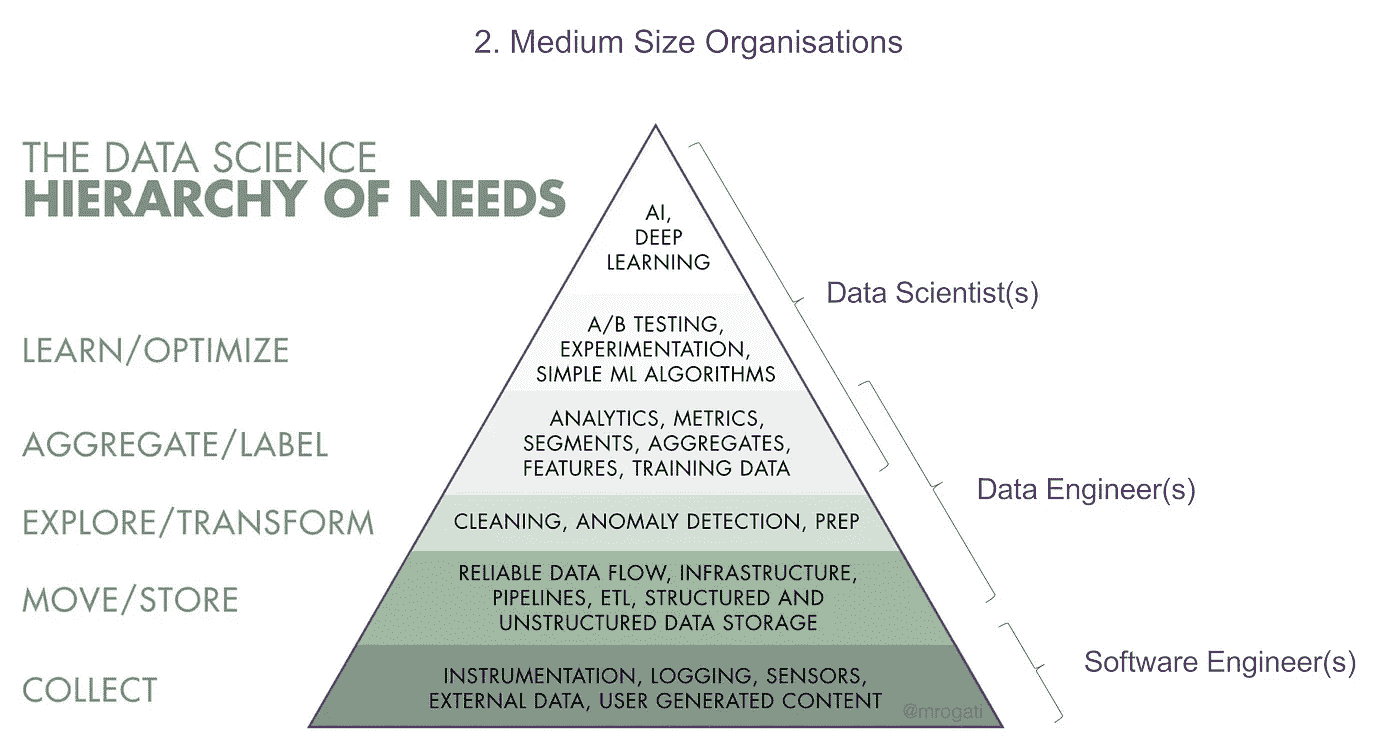 2. Medium Size Organisations
THE DATA SCIENCE
HIERARCHY OF NEEDS
AI,
DEEP
LEARNING
Data Scientist(s)
LEARN/OPTIMIZE
A/B TESTING,
EXPERIMENTATION,
SIMPLE ML ALGORITHMS
AGGREGATE/LABEL
ANALYTICS, METRICS,
SEGMENTS, AGGREGATES,
FEATURES, TRAINING DATA
Data Engineer(s)
EXPLORE/TRANSFORM
CLEANING, ANOMALY DETECTION, PREP
MOVE/STORE
RELIABLE DATA FLOW, INFRASTRUCTURE,
PIPELINES, ETL, STRUCTURED AND
UNSTRUCTURED DATA STORAGE
Software Engineer(s)
COLLECT
INSTRUMENTATION, LOGGING, SENSORS,
EXTERNAL DATA, USER GENERATED CONTENT
@mrogati